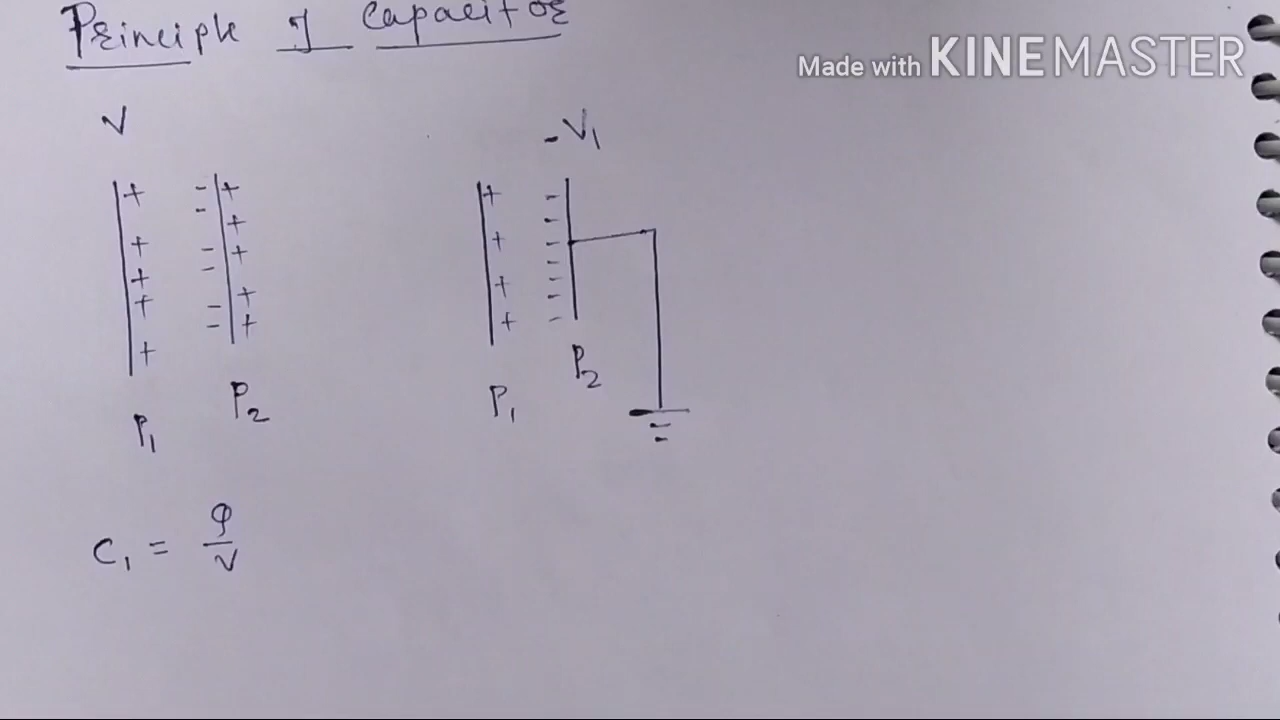 Principle of Capacitor
Made with KINEMASTER
V
-V₁
+ - +
-
+
+ - +
+ -
+ - +
- +
+
+ -
-
+ -
-
+ -
-
+ -
P₁
P₂
P₁
P₂
C₁ = Q/V